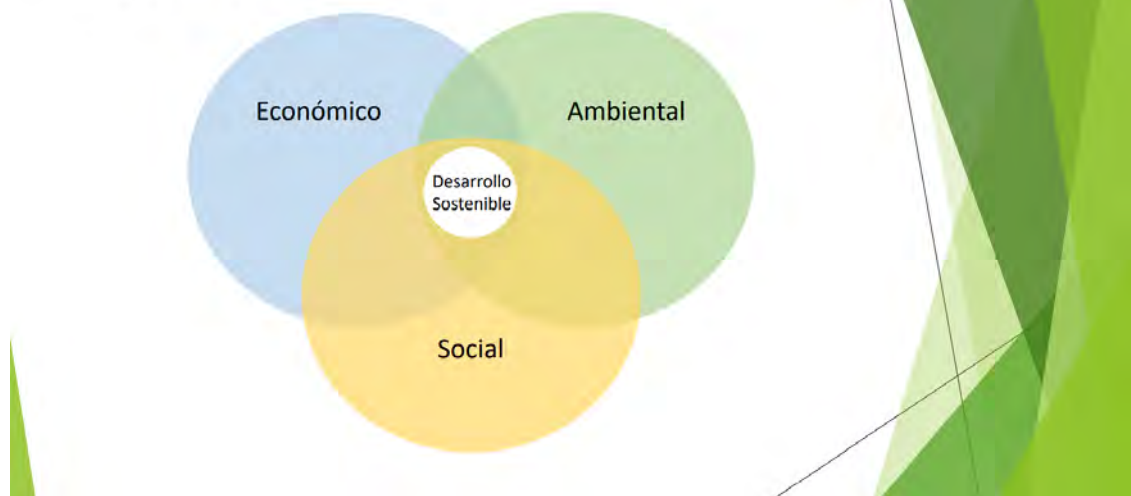 Económico
Ambiental
Desarrollo
Sostenible
Social